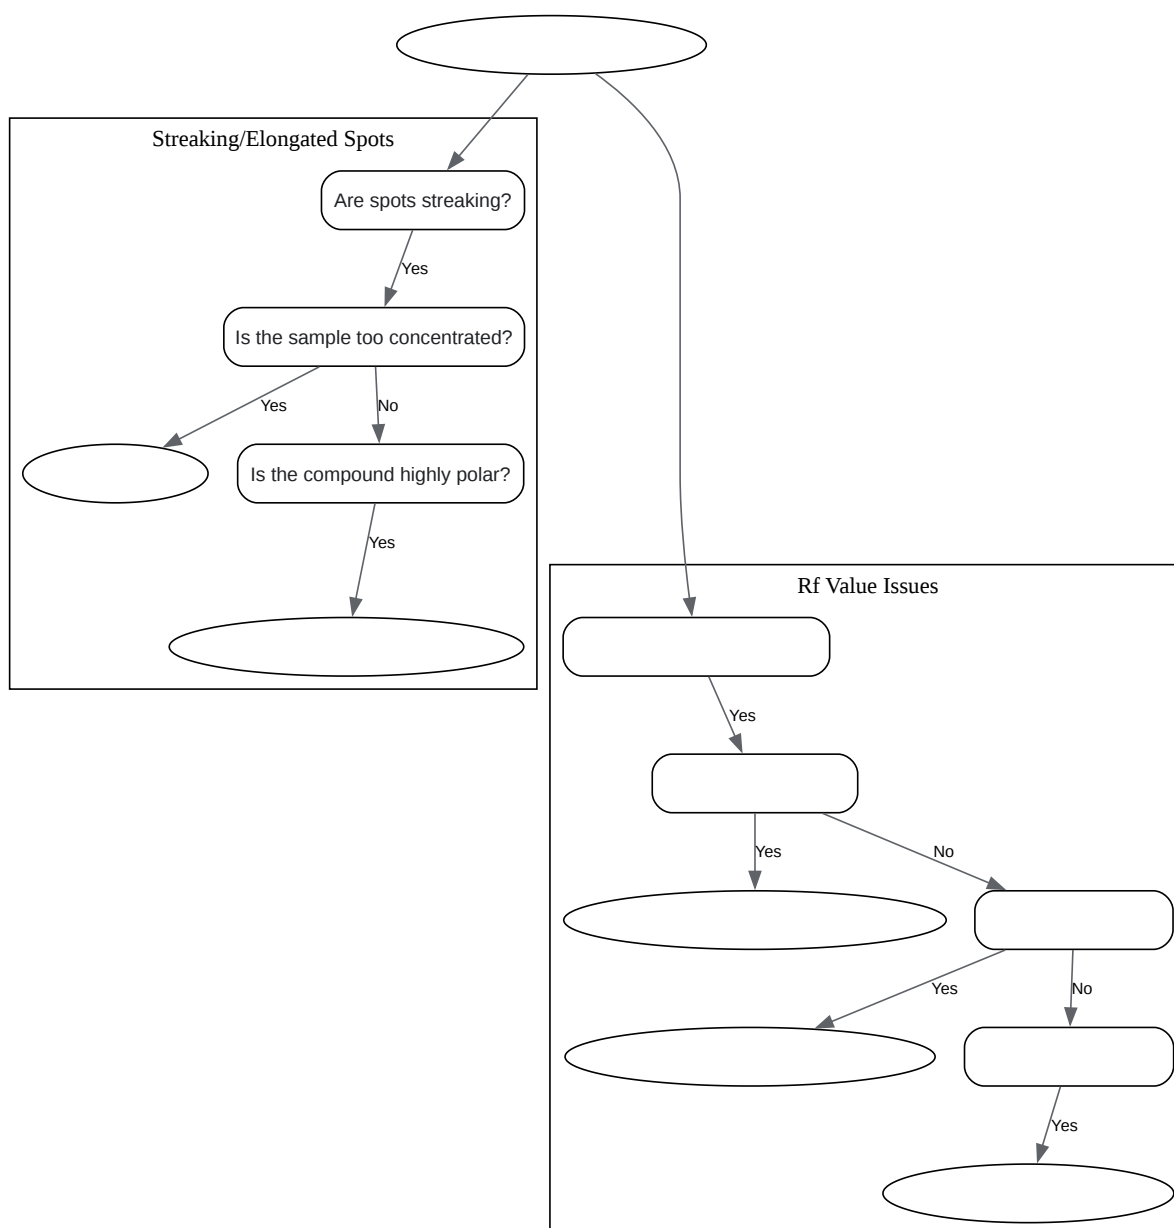 Streaking/Elongated Spots
Are spots streaking?
Yes
Is the sample too concentrated?
Yes
No
Is the compound highly polar?
Yes
Rf Value Issues
Yes
Yes
No
Yes
No
Yes